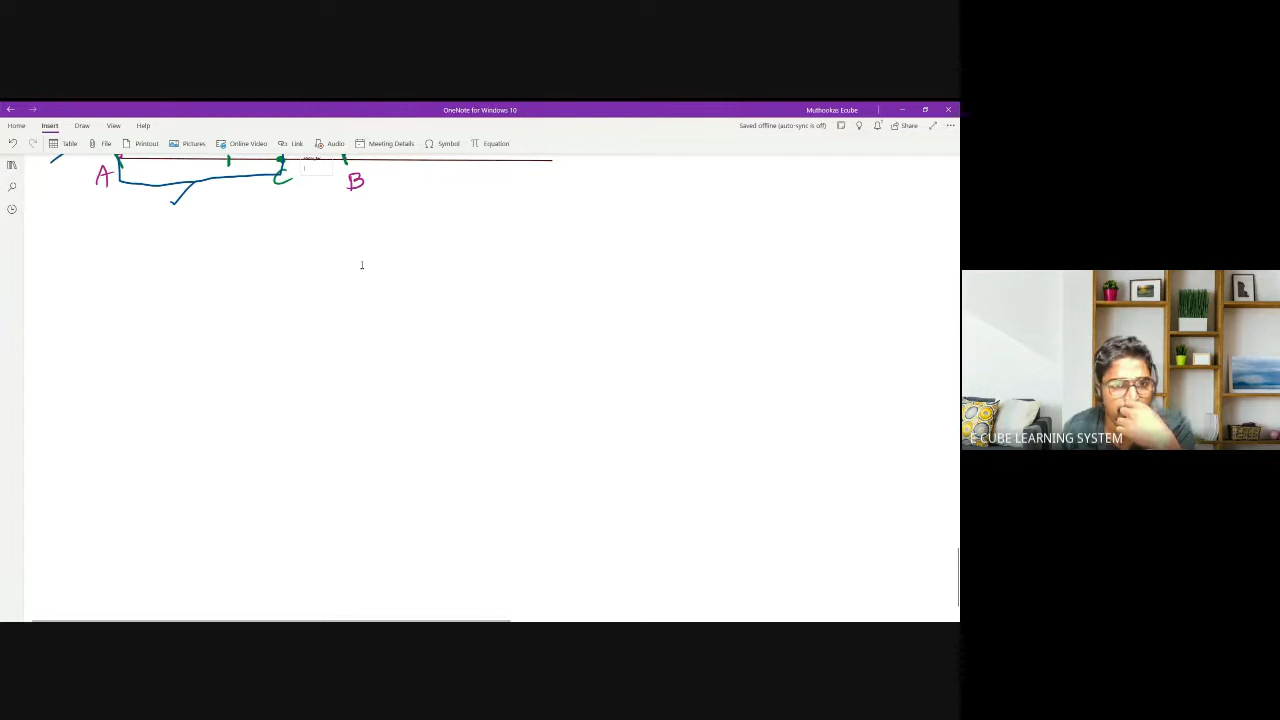 OneNote for Windows 10
Muthookas Ecube
Home Insert Draw View Help
Saved offline (auto-sync is off) Share
Table File Printout Pictures Online Video Link Audio Meeting Details Symbol Equation
A C B
E CUBE LEARNING SYSTEM